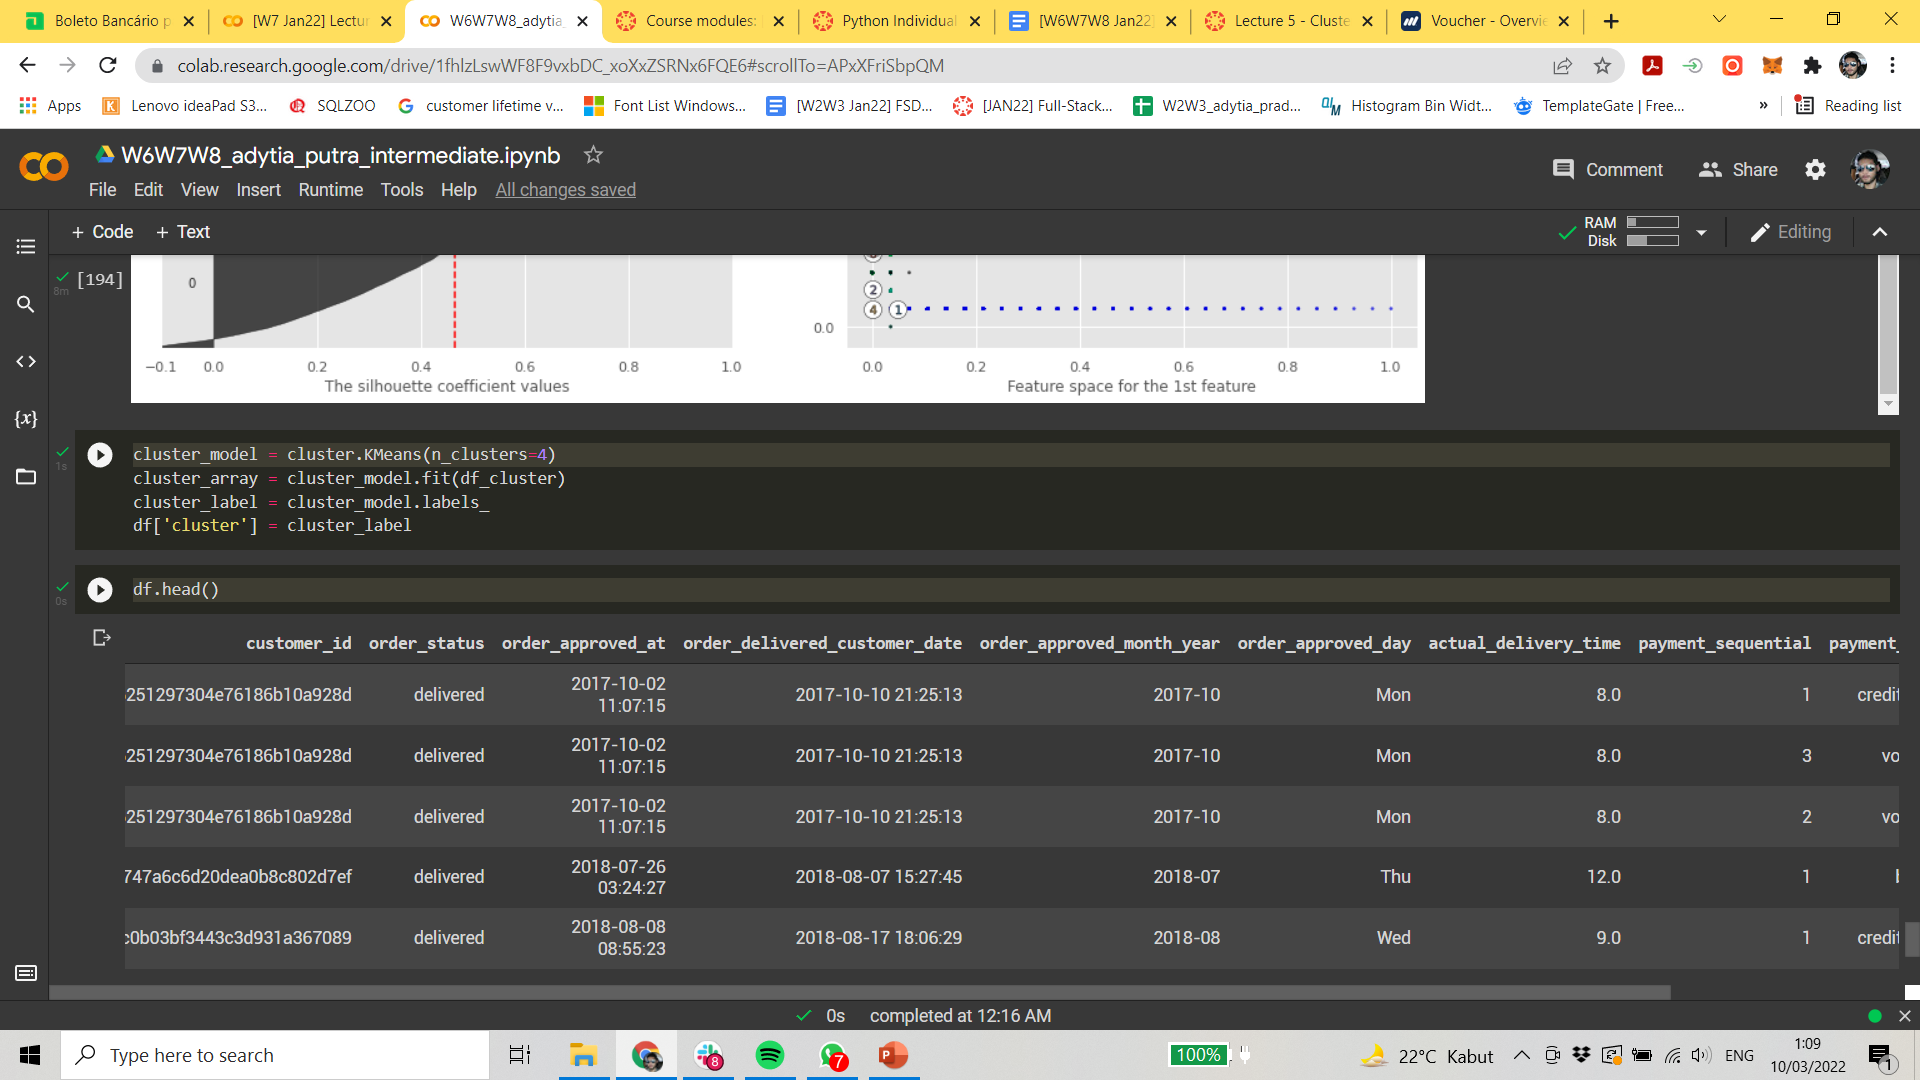 Boleto Bancário p
[W7 Jan22] Lectur
W6W7W8_adytia_
Course modules:
Python Individual
[W6W7W8 Jan22]
Lecture 5 - Cluste
Voucher - Overvie
colab.research.google.com/drive/1fhlzLswWF8F9vxbDC_xoXxZSRNx6FQE6#scrollTo=APxXFriSbpQM
Apps
Lenovo ideaPad S3...
SQLZOO
customer lifetime v...
Font List Windows...
[W2W3 Jan22] FSD...
[JAN22] Full-Stack...
W2W3_adytia_prad...
Histogram Bin Widt...
TemplateGate | Free...
»
Reading list
W6W7W8_adytia_putra_intermediate.ipynb
Comment
Share
File Edit View Insert Runtime Tools Help All changes saved
+ Code + Text
RAM
Disk
Editing
[194]
8m
0
−0.1 0.0 0.2 0.4 0.6 0.8 1.0
The silhouette coefficient values
2
4 1
0.0
0.0 0.2 0.4 0.6 0.8 1.0
Feature space for the 1st feature
1s
cluster_model = cluster.KMeans(n_clusters=4)
cluster_array = cluster_model.fit(df_cluster)
cluster_label = cluster_model.labels_
df['cluster'] = cluster_label
0s
df.head()
customer_id order_status order_approved_at order_delivered_customer_date order_approved_month_year order_approved_day actual_delivery_time payment_sequential payment_
251297304e76186b10a928d delivered 2017-10-02 11:07:15 2017-10-10 21:25:13 2017-10 Mon 8.0 1 credit
251297304e76186b10a928d delivered 2017-10-02 11:07:15 2017-10-10 21:25:13 2017-10 Mon 8.0 3 vo
251297304e76186b10a928d delivered 2017-10-02 11:07:15 2017-10-10 21:25:13 2017-10 Mon 8.0 2 vo
747a6c6d20dea0b8c802d7ef delivered 2018-07-26 03:24:27 2018-08-07 15:27:45 2018-07 Thu 12.0 1
c0b03bf3443c3d931a367089 delivered 2018-08-08 08:55:23 2018-08-17 18:06:29 2018-08 Wed 9.0 1 credit
0s completed at 12:16 AM
Type here to search
8
7
100%
22°C Kabut
ENG
1:09
10/03/2022
1